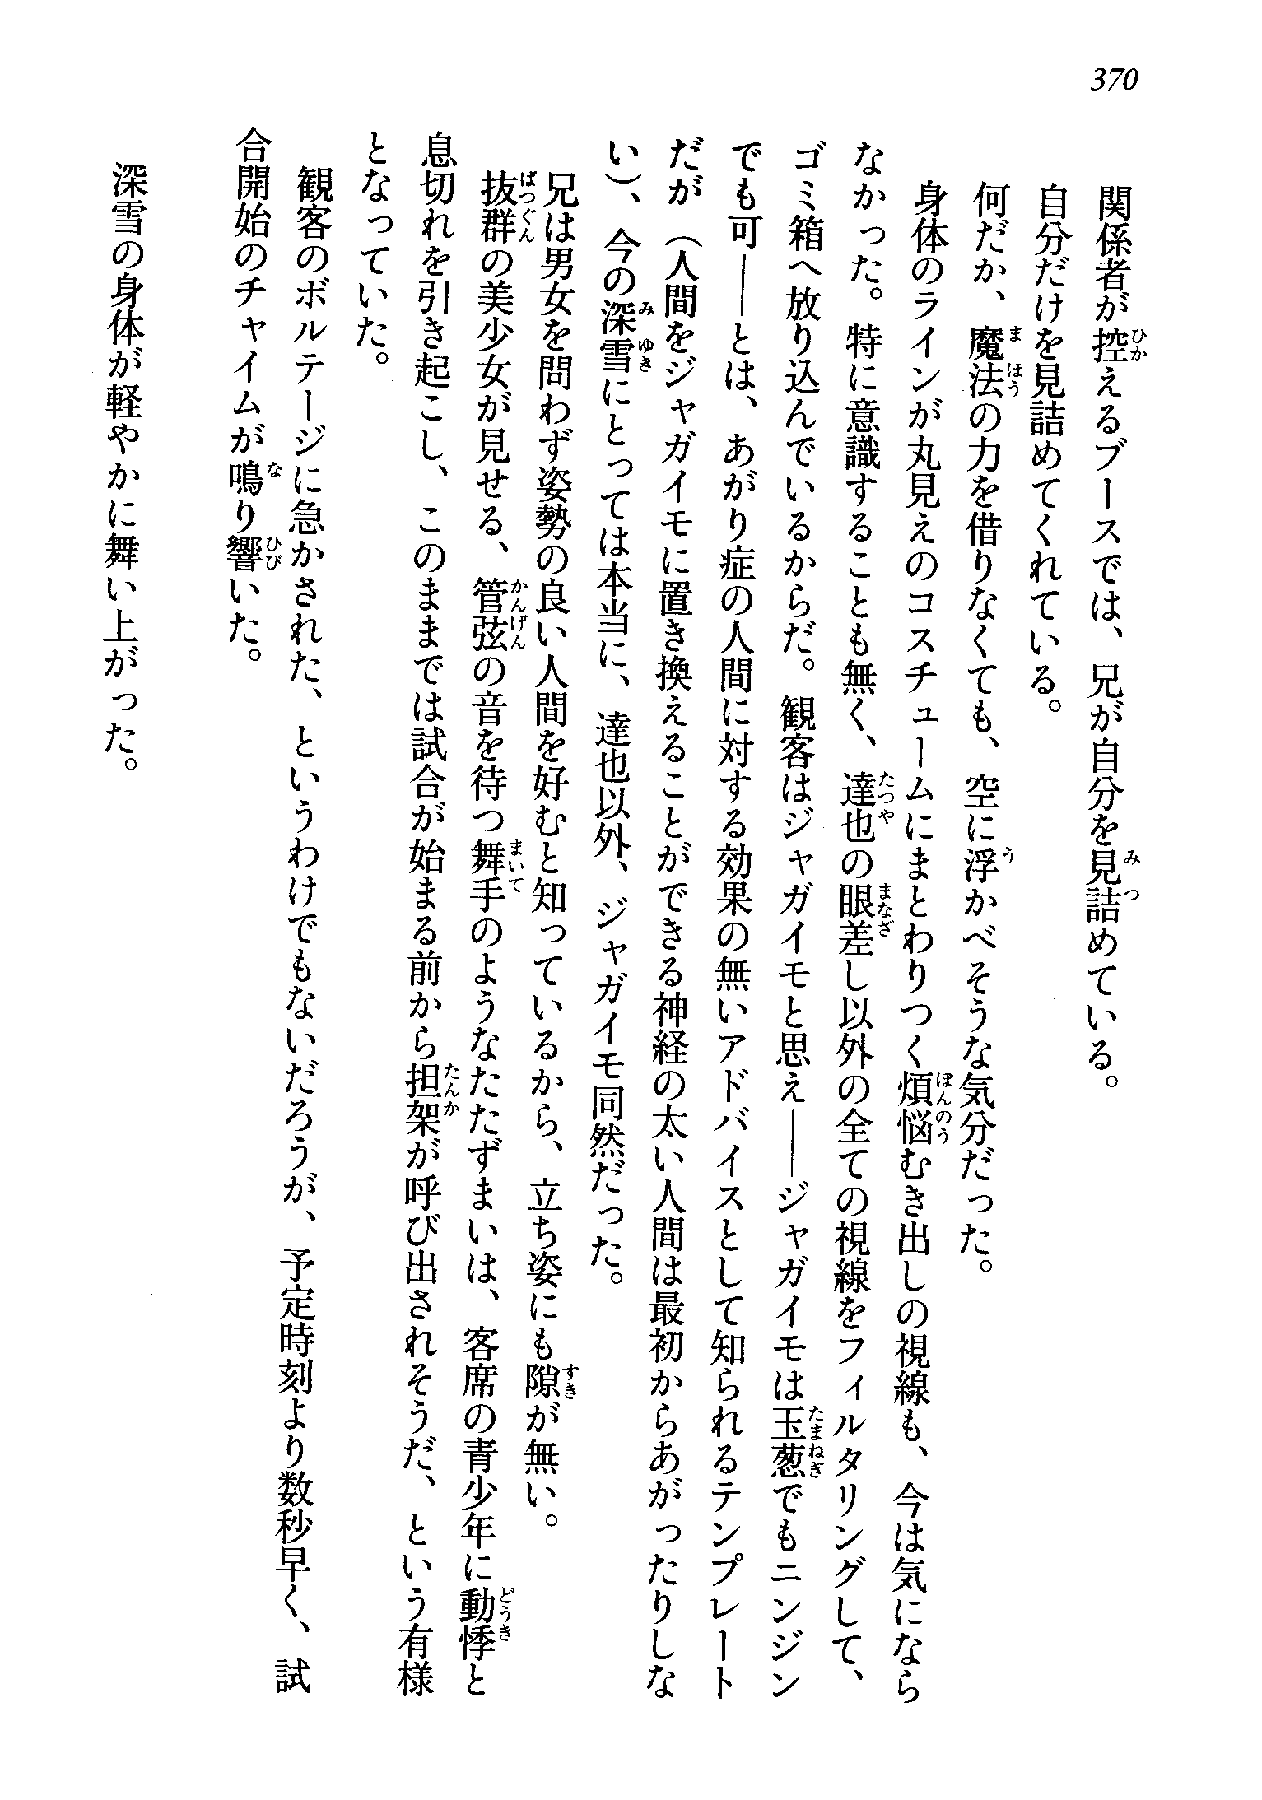 370
関係者が控えるブースでは、兄が自分を見詰めている。
自分だけを見詰めてくれている。
何だか、魔法の力を借りなくても、空に浮かべそうな気分だった。
身体のラインが丸見えのコスチュームにまとわりつく煩悩むき出しの視線も、今は気になら
なかった。特に意識することも無く、達也の眼差し以外の全ての視線をフィルタリングして、
ゴミ箱へ放り込んでいるからだ。観客はジャガイモと思え――ジャガイモは玉葱でもニンジン
でも可――とは、あがり症の人間に対する効果の無いアドバイスとして知られるテンプレート
だが（人間をジャガイモに置き換えることができる神経の太い人間は最初からあがったりしな
い）、今の深雪にとっては本当に、達也以外、ジャガイモ同然だった。
兄は男女を問わず姿勢の良い人間を好むと知っているから、立ち姿にも隙が無い。
抜群の美少女が見せる、管弦の音を待つ舞手のようなたたずまいは、客席の青少年に動悸と
息切れを引き起こし、このままでは試合が始まる前から担架が呼び出されそうだ、という有様
となっていた。
観客のボルテージに急かされた、というわけでもないだろうが、予定時刻より数秒早く、試
合開始のチャイムが鳴り響いた。
深雪の身体が軽やかに舞い上がった。